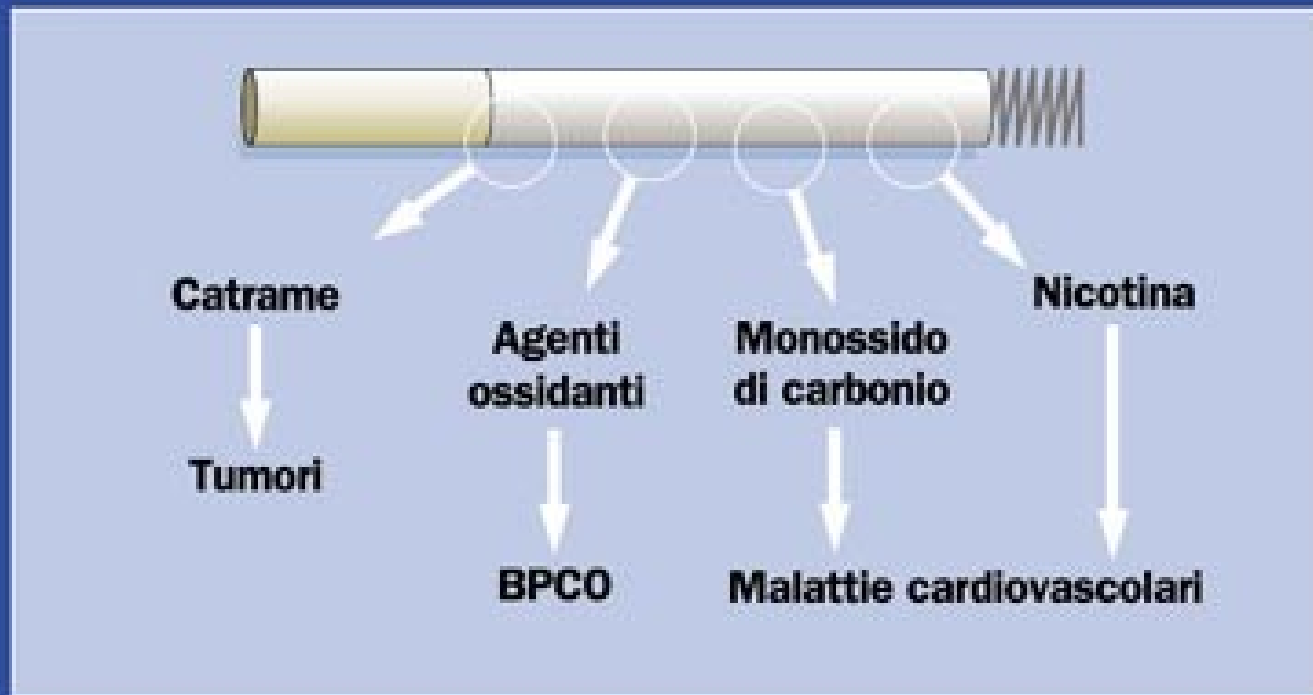 Catrame
Nicotina
Agenti
ossidanti
Monossido
di carbonio
Tumori
BPCO
Malattie cardiovascolari